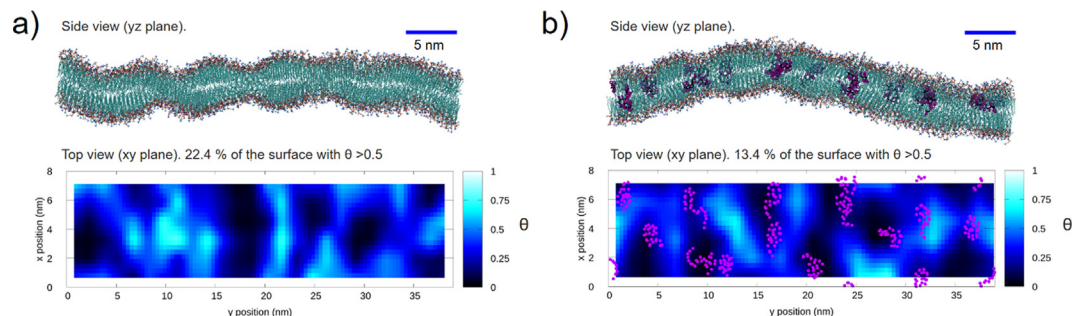 a)
Side view (yz plane).
5 nm
Top view (xy plane). 22.4 % of the surface with θ >0.5
x position (nm)
8
6
4
2
0
0 5 10 15 20 25 30 35
y position (nm)
1
0.75
0.5
0.25
0
θ
b)
Side view (yz plane).
5 nm
Top view (xy plane). 13.4 % of the surface with θ >0.5
x position (nm)
8
6
4
2
0
0 5 10 15 20 25 30 35
y position (nm)
1
0.75
0.5
0.25
0
θ